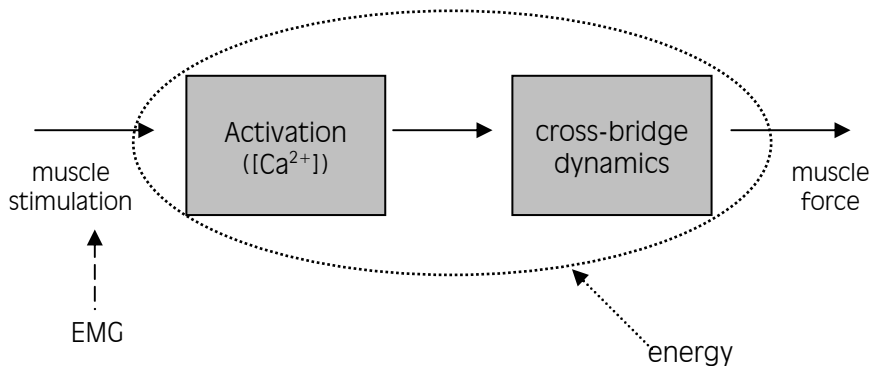 Activation
([Ca²⁺])
cross-bridge
dynamics
muscle
stimulation
muscle
force
EMG
energy